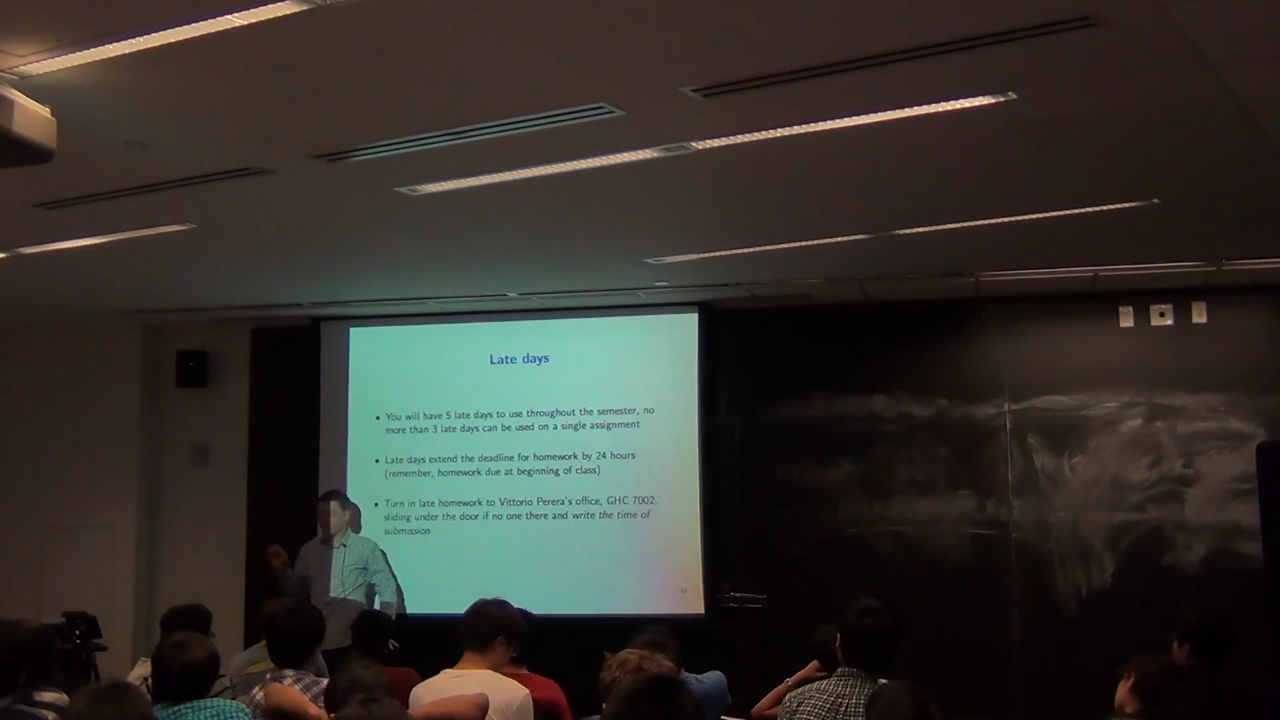 Late days
• You will have 5 late days to use throughout the semester, no
more than 3 late days can be used on a single assignment
• Late days extend the deadline for homework by 24 hours
(remember, homework due at beginning of class)
• Turn in late homework to Vittorio Perera's office, GHC 7002,
sliding under the door if no one there and write the time of
submission